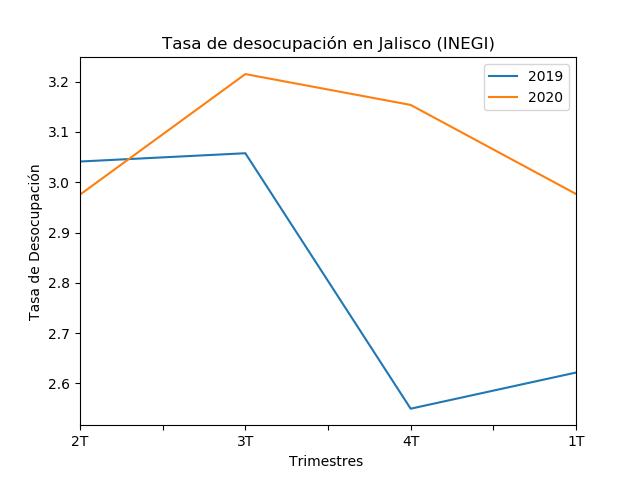 Tasa de desocupación en Jalisco (INEGI)
2019
2020
Tasa de Desocupación
3.2
3.1
3.0
2.9
2.8
2.7
2.6
2T
3T
4T
1T
Trimestres